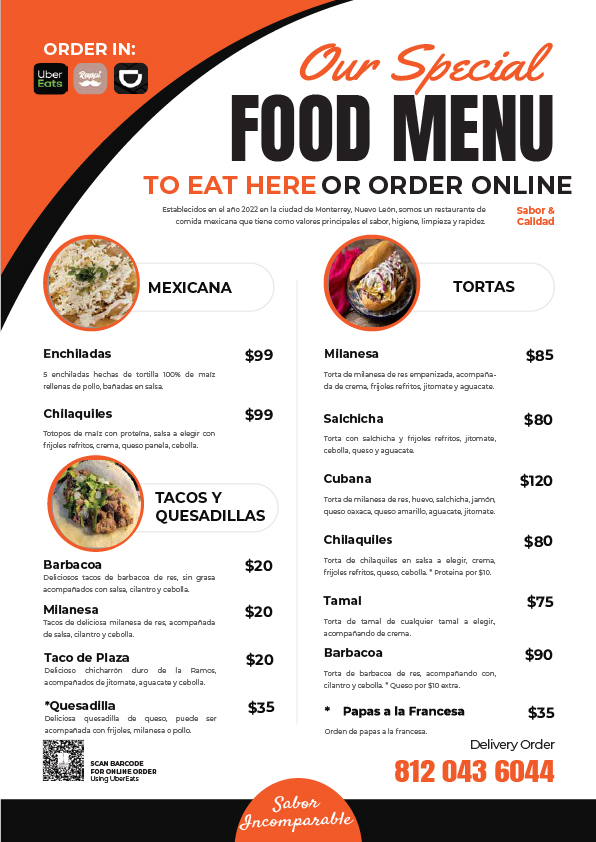 ORDER IN:
Uber
Eats
Rappi
Our Special
FOOD MENU
TO EAT HERE OR ORDER ONLINE
Establecidos en el año 2022 en la ciudad de Monterrey, Nuevo León, somos un restaurante de
comida mexicana que tiene como valores principales el sabor, higiene, limpieza y rapidez.
Sabor &
Calidad
MEXICANA
Enchiladas $99
5 enchiladas hechas de tortilla 100% de maíz
rellenas de pollo, bañadas en salsa.
Chilaquiles $99
Totopos de maíz con proteína, salsa a elegir con
frijoles refritos, crema, queso panela, cebolla.
TACOS Y
QUESADILLAS
Barbacoa $20
Deliciosos tacos de barbacoa de res, sin grasa
acompañados con salsa, cilantro y cebolla.
Milanesa $20
Tacos de deliciosa milanesa de res, acompañada
de salsa, cilantro y cebolla.
Taco de Plaza $20
Delicioso chicharrón duro de la Ramos,
acompañados de jitomate, aguacate y cebolla.
*Quesadilla $35
Deliciosa quesadilla de queso, puede ser
acompañada con frijoles, milanesa o pollo.
SCAN BARCODE
FOR ONLINE ORDER
Using UberEats
TORTAS
Milanesa $85
Torta de milanesa de res empanizada, acompaña-
da de crema, frijoles refritos, jitomate y aguacate.
Salchicha $80
Torta con salchicha y frijoles refritos, jitomate,
cebolla, queso y aguacate.
Cubana $120
Torta de milanesa de res, huevo, salchicha, jamón,
queso oaxaca, queso amarillo, aguacate, jitomate.
Chilaquiles $80
Torta de chilaquiles en salsa a elegir, crema,
frijoles refritos, queso, cebolla. * Proteína por $10.
Tamal $75
Torta de tamal de cualquier tamal a elegir,
acompañando de crema.
Barbacoa $90
Torta de barbacoa de res, acompañando con,
cilantro y cebolla. * Queso por $10 extra.
* Papas a la Francesa $35
Orden de papas a la francesa.
Delivery Order
812 043 6044
Sabor
Incomparable